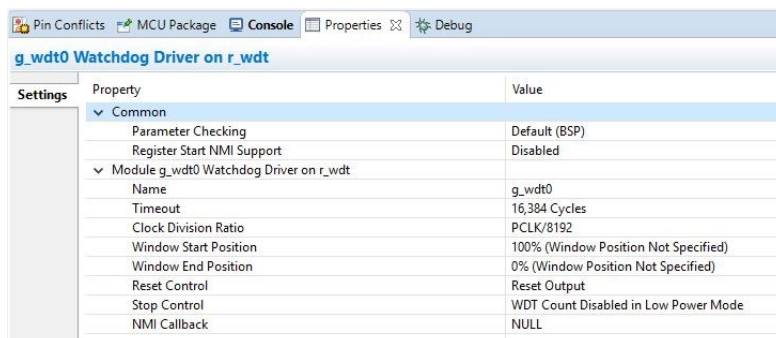 Pin Conflicts MCU Package Console Properties Debug
g_wdt0 Watchdog Driver on r_wdt
Settings
Property Value
Common
Parameter Checking Default (BSP)
Register Start NMI Support Disabled
Module g_wdt0 Watchdog Driver on r_wdt
Name g_wdt0
Timeout 16,384 Cycles
Clock Division Ratio PCLK/8192
Window Start Position 100% (Window Position Not Specified)
Window End Position 0% (Window Position Not Specified)
Reset Control Reset Output
Stop Control WDT Count Disabled in Low Power Mode
NMI Callback NULL